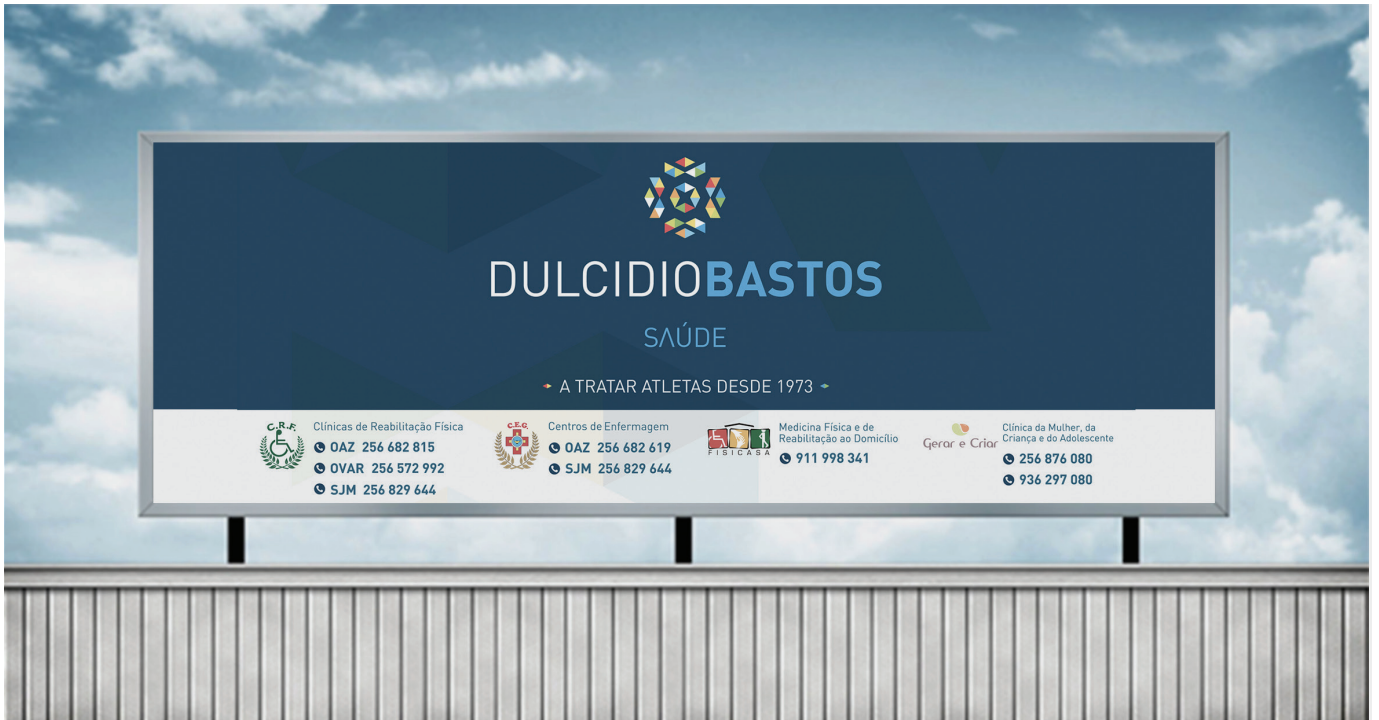 DULCIDIOBASTOS
SAÚDE
A TRATAR ATLETAS DESDE 1973
C.R.F.
Clínicas de Reabilitação Física
OAZ 256 682 815
OVAR 256 572 992
SJM 256 829 644
C.E.G.
Centros de Enfermagem
OAZ 256 682 619
SJM 256 829 644
FISICASA
Medicina Física e de
Reabilitação ao Domicílio
911 998 341
Gerar e Criar
Clínica da Mulher, da
Criança e do Adolescente
256 876 080
936 297 080